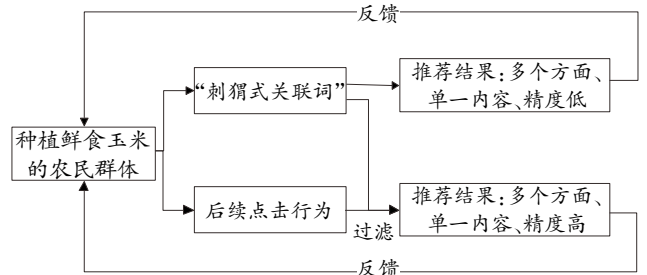 反馈
“刺猬式关联词”
推荐结果:多个方面、
单一内容、精度低
种植鲜食玉米
的农民群体
后续点击行为
过滤
推荐结果:多个方面、
单一内容、精度高
反馈